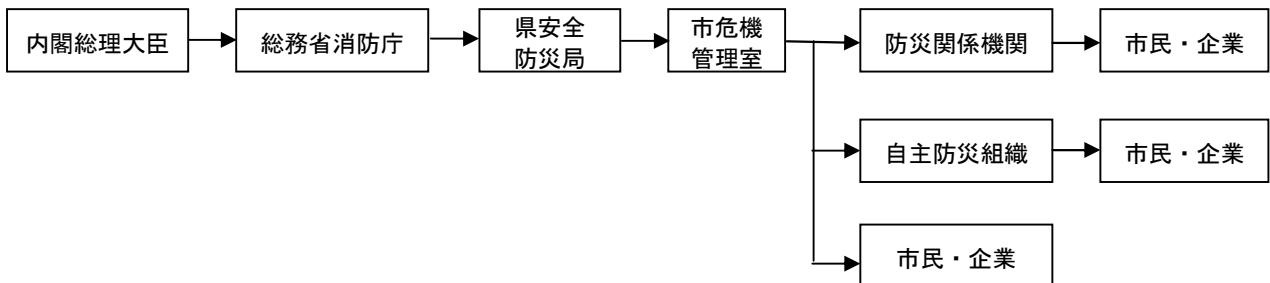 内閣総理大臣
総務省消防庁
県安全
防災局
市危機
管理室
防災関係機関
市民・企業
自主防災組織
市民・企業
市民・企業